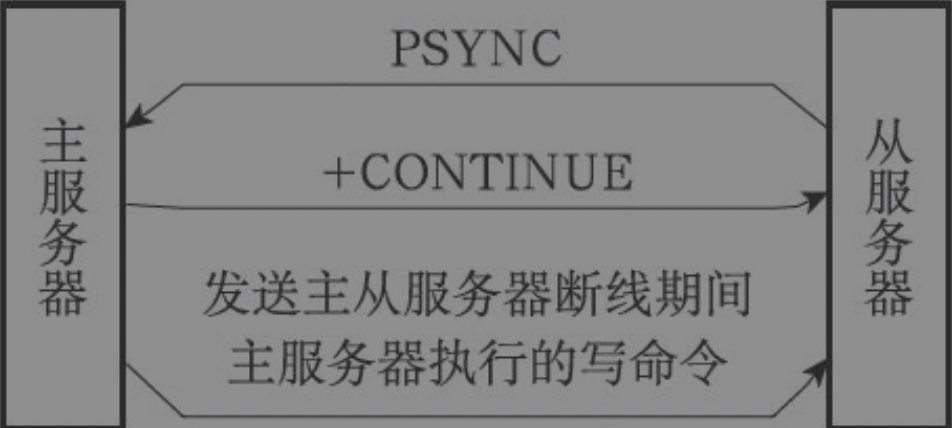 PSYNC
主服务器
从服务器
+CONTINUE
发送主从服务器断线期间
主服务器执行的写命令